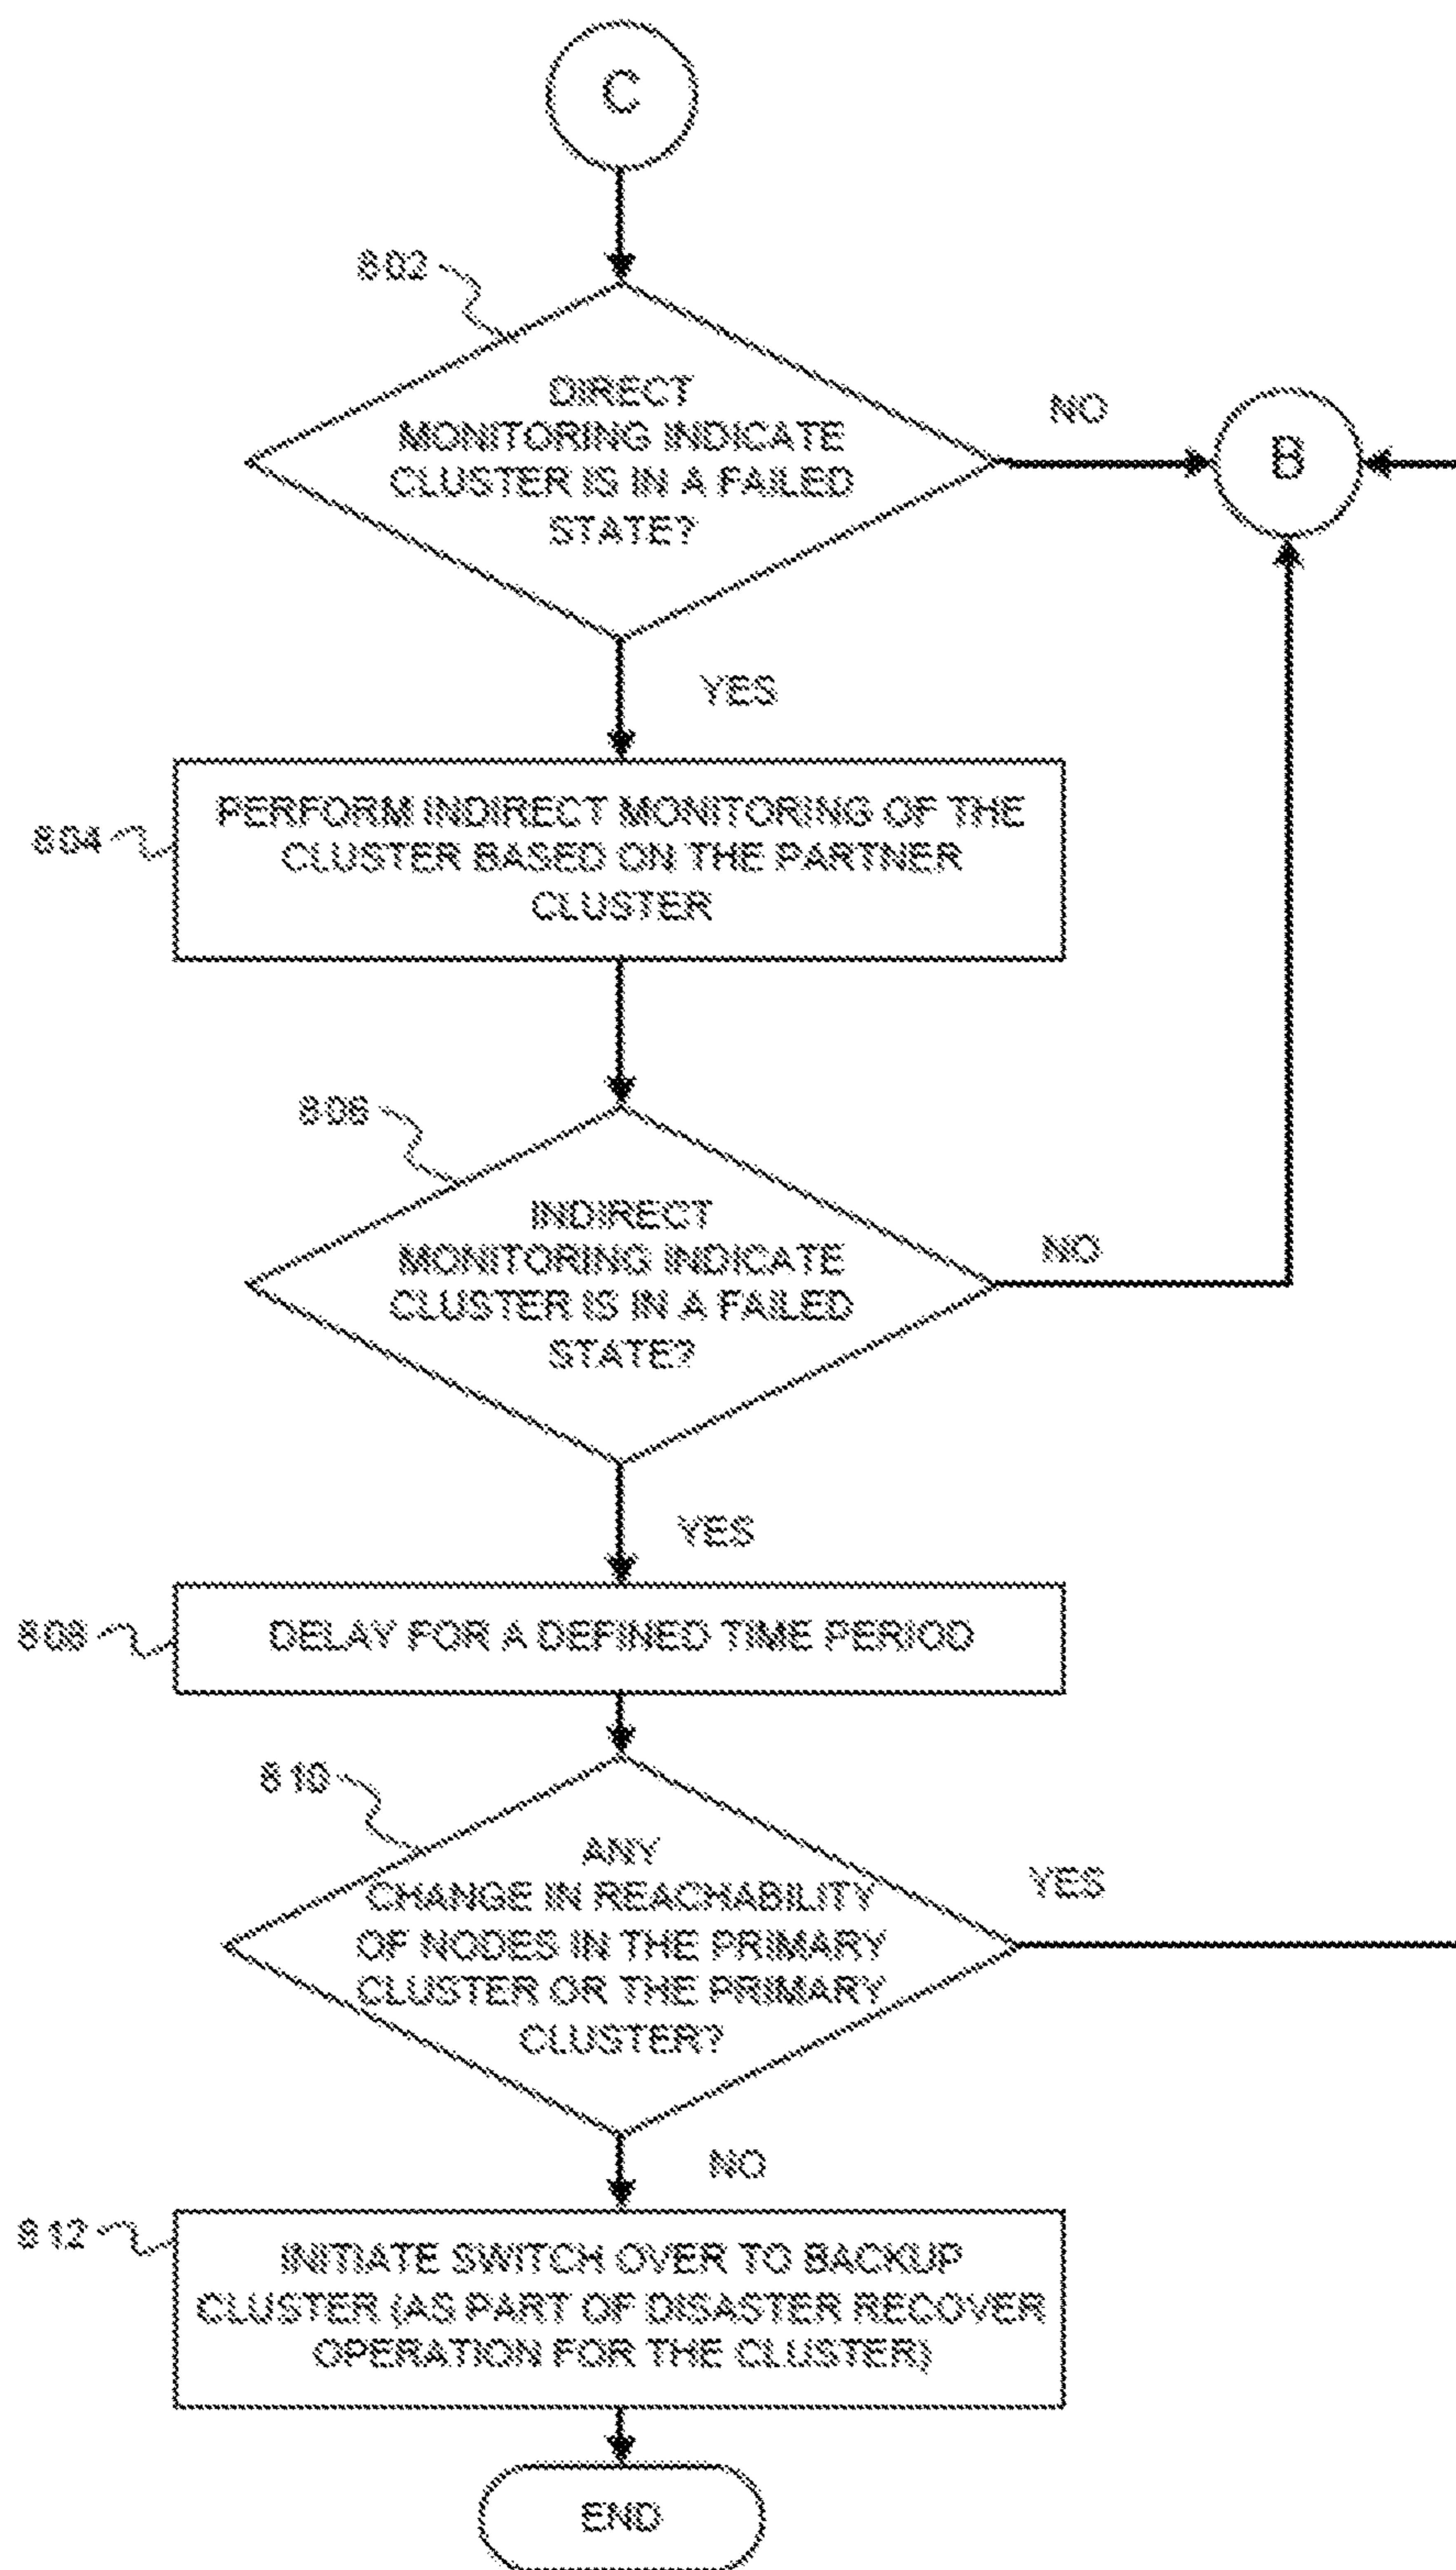 C
802
DIRECT
MONITORING INDICATE
CLUSTER IS IN A FAILED
STATE?
NO
B
YES
804
PERFORM INDIRECT MONITORING OF THE
CLUSTER BASED ON THE PARTNER
CLUSTER
806
INDIRECT
MONITORING INDICATE
CLUSTER IS IN A FAILED
STATE?
NO
YES
808
DELAY FOR A DEFINED TIME PERIOD
810
ANY
CHANGE IN REACHABILITY
OF NODES IN THE PRIMARY
CLUSTER OR THE PRIMARY
CLUSTER?
YES
NO
812
INITIATE SWITCH OVER TO BACKUP
CLUSTER (AS PART OF DISASTER RECOVER
OPERATION FOR THE CLUSTER)
END